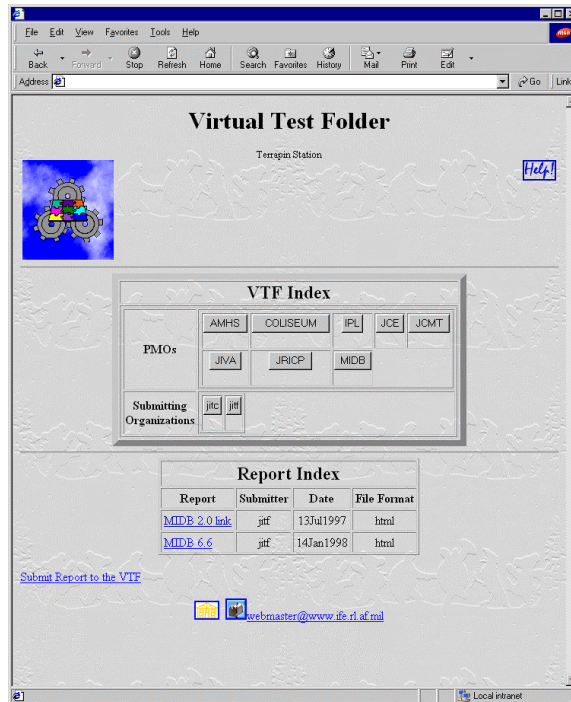 File Edit View Favorites Tools Help
Back Forward Stop Refresh Home Search Favorites History Mail Print Edit
Address Go Link
Virtual Test Folder
Terrapin Station
Help!
VTF Index
PMOs
AMHS COLISEUM IPL JCE JCMT
JIVA JRICP MIDB
Submitting Organizations
jitc jitf
Report Index
Report Submitter Date File Format
MIDB 2.0 link jitf 13Jul1997 html
MIDB 6.6 jitf 14Jan1998 html
Submit Report to the VTF
webmaster@www.ife.rl.af.mil
Local intranet